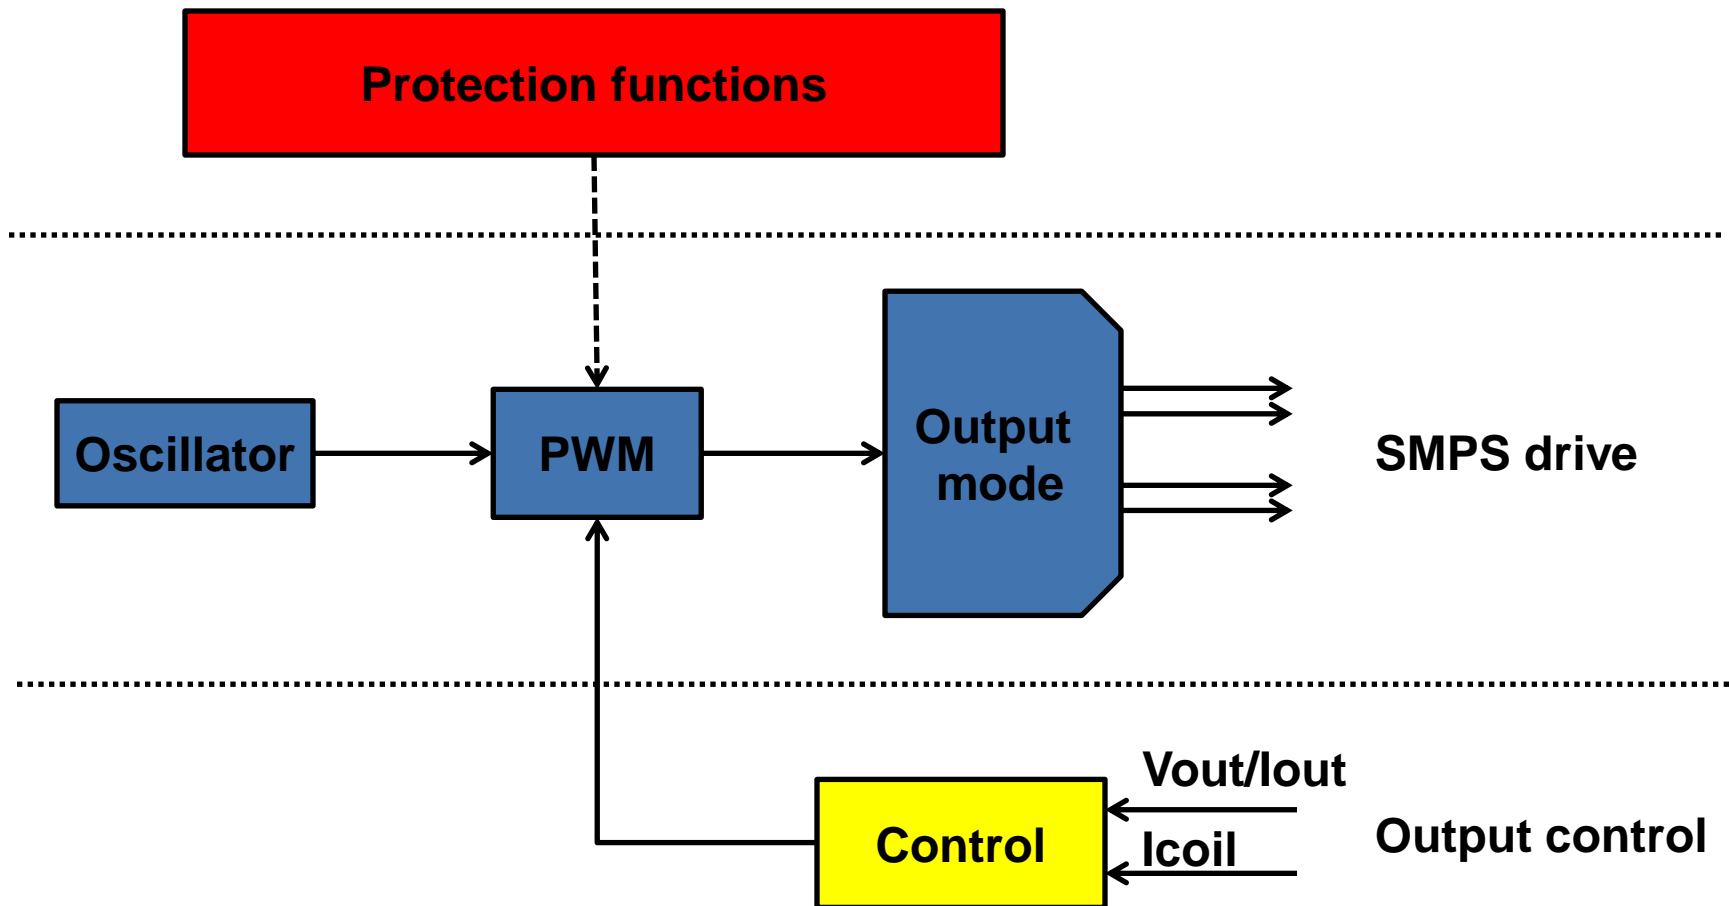 Protection functions
Oscillator
PWM
Output
mode
SMPS drive
Vout/Iout
Control
Icoil
Output control